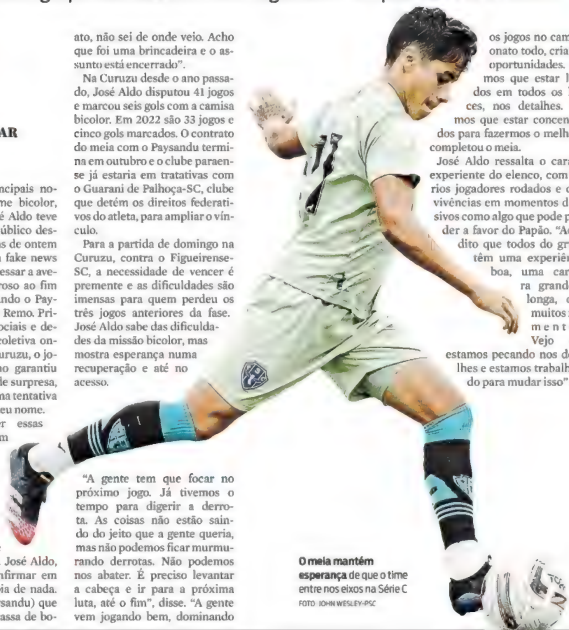 AR
ncipais no-
me bicolor,
é Aldo teve
úblico des-
s de ontem
fake news
essar a ave-
roso ao fim
ndo o Pay-
Remo. Pri-
ociais e de-
oletiva on-
uruzu, o jo-
o garantiu
de surpresa,
ma tentativa
eu nome.
er essas
m
José Aldo,
nfirmar em
ia de nada.
sandu) que
assa de bo-
ato, não sei de onde veio. Acho
que foi uma brincadeira e o as-
sunto está encerrado”.
Na Curuzu desde o ano passa-
do, José Aldo disputou 41 jogos
e marcou seis gols com a camisa
bicolor. Em 2022 são 33 jogos e
cinco gols marcados. O contrato
do meia com o Paysandu termi-
na em outubro e o clube paraen-
se já estaria em tratativas com
o Guarani de Palhoça-SC, clube
que detém os direitos federati-
vos do atleta, para ampliar o vín-
culo.
Para a partida de domingo na
Curuzu, contra o Figueirense-
SC, a necessidade de vencer é
premente e as dificuldades são
imensas para quem perdeu os
três jogos anteriores da fase.
José Aldo sabe das dificulda-
des da missão bicolor, mas
mostra esperança numa
recuperação e até no
acesso.
“A gente tem que focar no
próximo jogo. Já tivemos o
tempo para digerir a derro-
ta. As coisas não estão sain-
do do jeito que a gente queria,
mas não podemos ficar murmu-
rando derrotas. Não podemos
nos abater. É preciso levantar
a cabeça e ir para a próxima
luta, até o fim”, disse. “A gente
vem jogando bem, dominando
os jogos no cam
onato todo, cria
oportunidades.
mos que estar l
dos em todos os l
ces, nos detalhes.
mos que estar concen
dos para fazermos o melh
completou o meia.
José Aldo ressalta o cará
experiente do elenco, com
rios jogadores rodados e c
vivências em momentos d
sivos como algo que pode p
der a favor do Papão. “Ac
dito que todos do gr
têm uma experiên
boa, uma car
ra grand
longa, c
muitos
ment
Vejo
estamos pecando nos de
lhes e estamos trabalh
do para mudar isso”
O meia mantém
esperança de que o time
entre nos eixos na Série C
FOTO: JOHN WESLEY-PSC